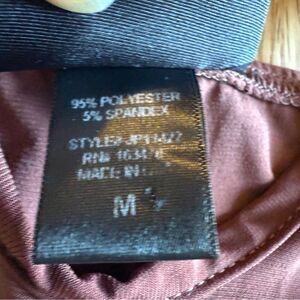 95% POLYESTER
5% SPANDEX
STYLE#
RN#
MADE IN
M